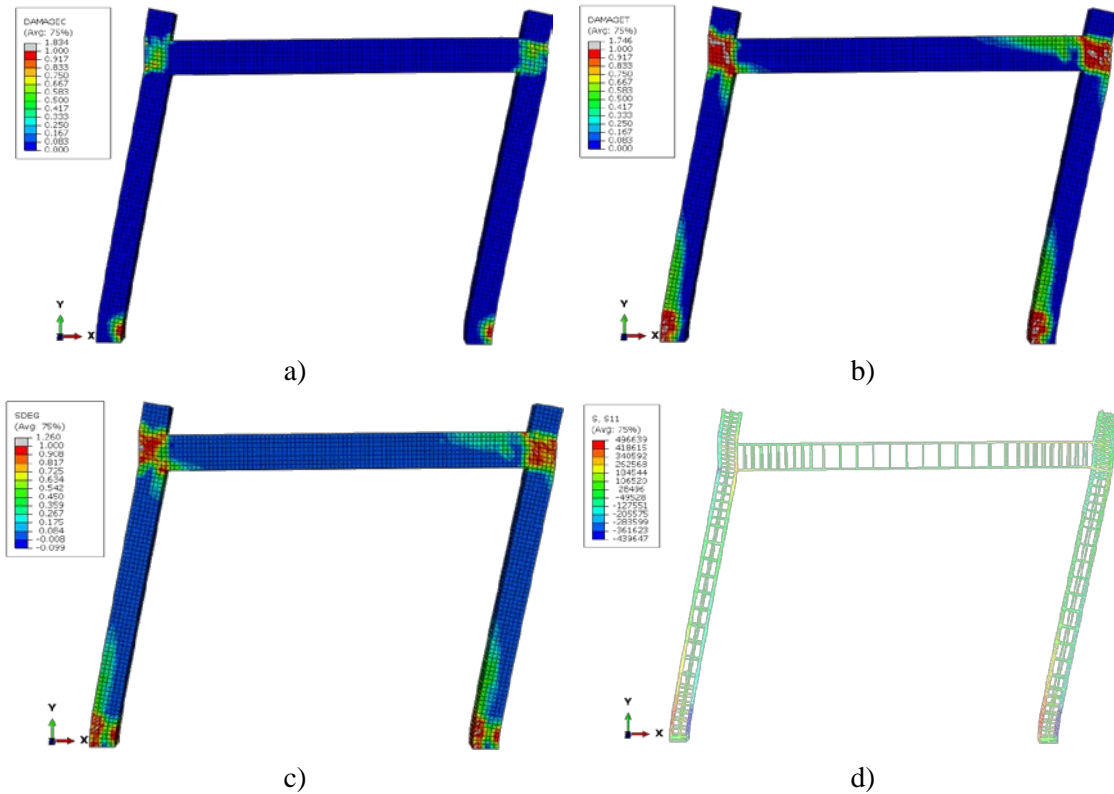 DAMAGEC
(Avg: 75%)
1.834
1.000
0.917
0.833
0.750
0.667
0.583
0.500
0.417
0.333
0.250
0.167
0.083
0.000
Y
X
a)
DAMAGET
(Avg: 75%)
1.746
1.000
0.917
0.833
0.750
0.667
0.583
0.500
0.417
0.333
0.250
0.167
0.083
0.000
Y
X
b)
SDEG
(Avg: 75%)
1.260
1.000
0.908
0.817
0.725
0.634
0.542
0.450
0.359
0.267
0.175
0.084
-0.008
-0.099
Y
X
c)
S, S11
(Avg: 75%)
496639
418615
340592
262568
184544
106520
28496
-49528
-127551
-205575
-283599
-361623
-439647
Y
X
d)